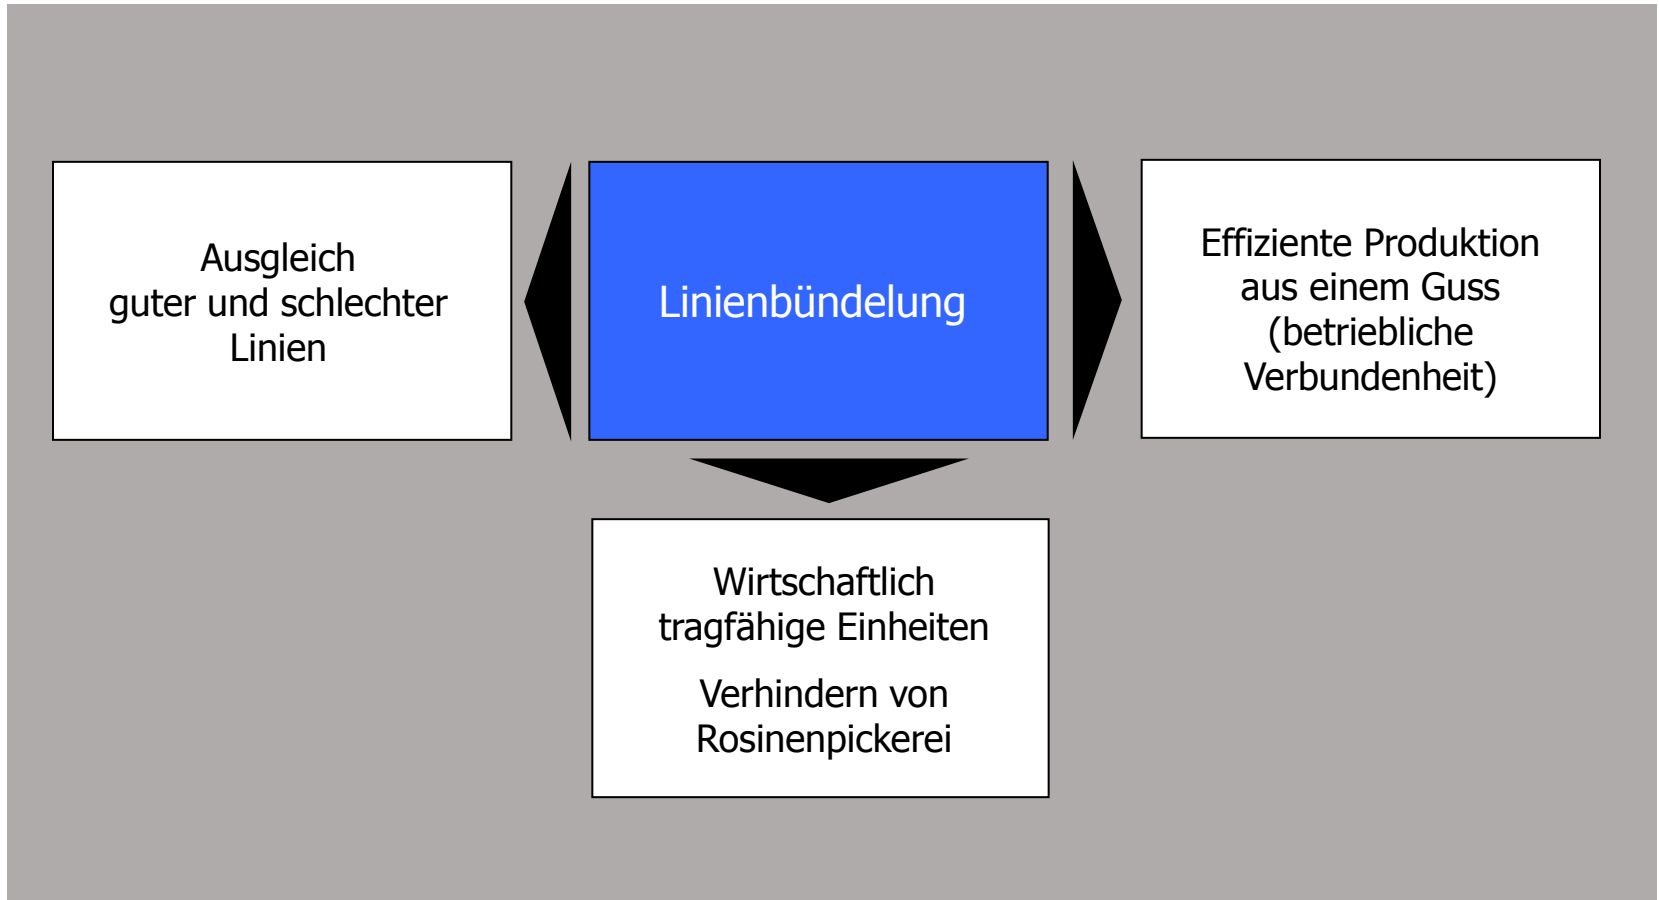 Ausgleich
guter und schlechter
Linien
Linienbündelung
Effiziente Produktion
aus einem Guss
(betriebliche
Verbundenheit)
Wirtschaftlich
tragfähige Einheiten
Verhindern von
Rosinenpickerei